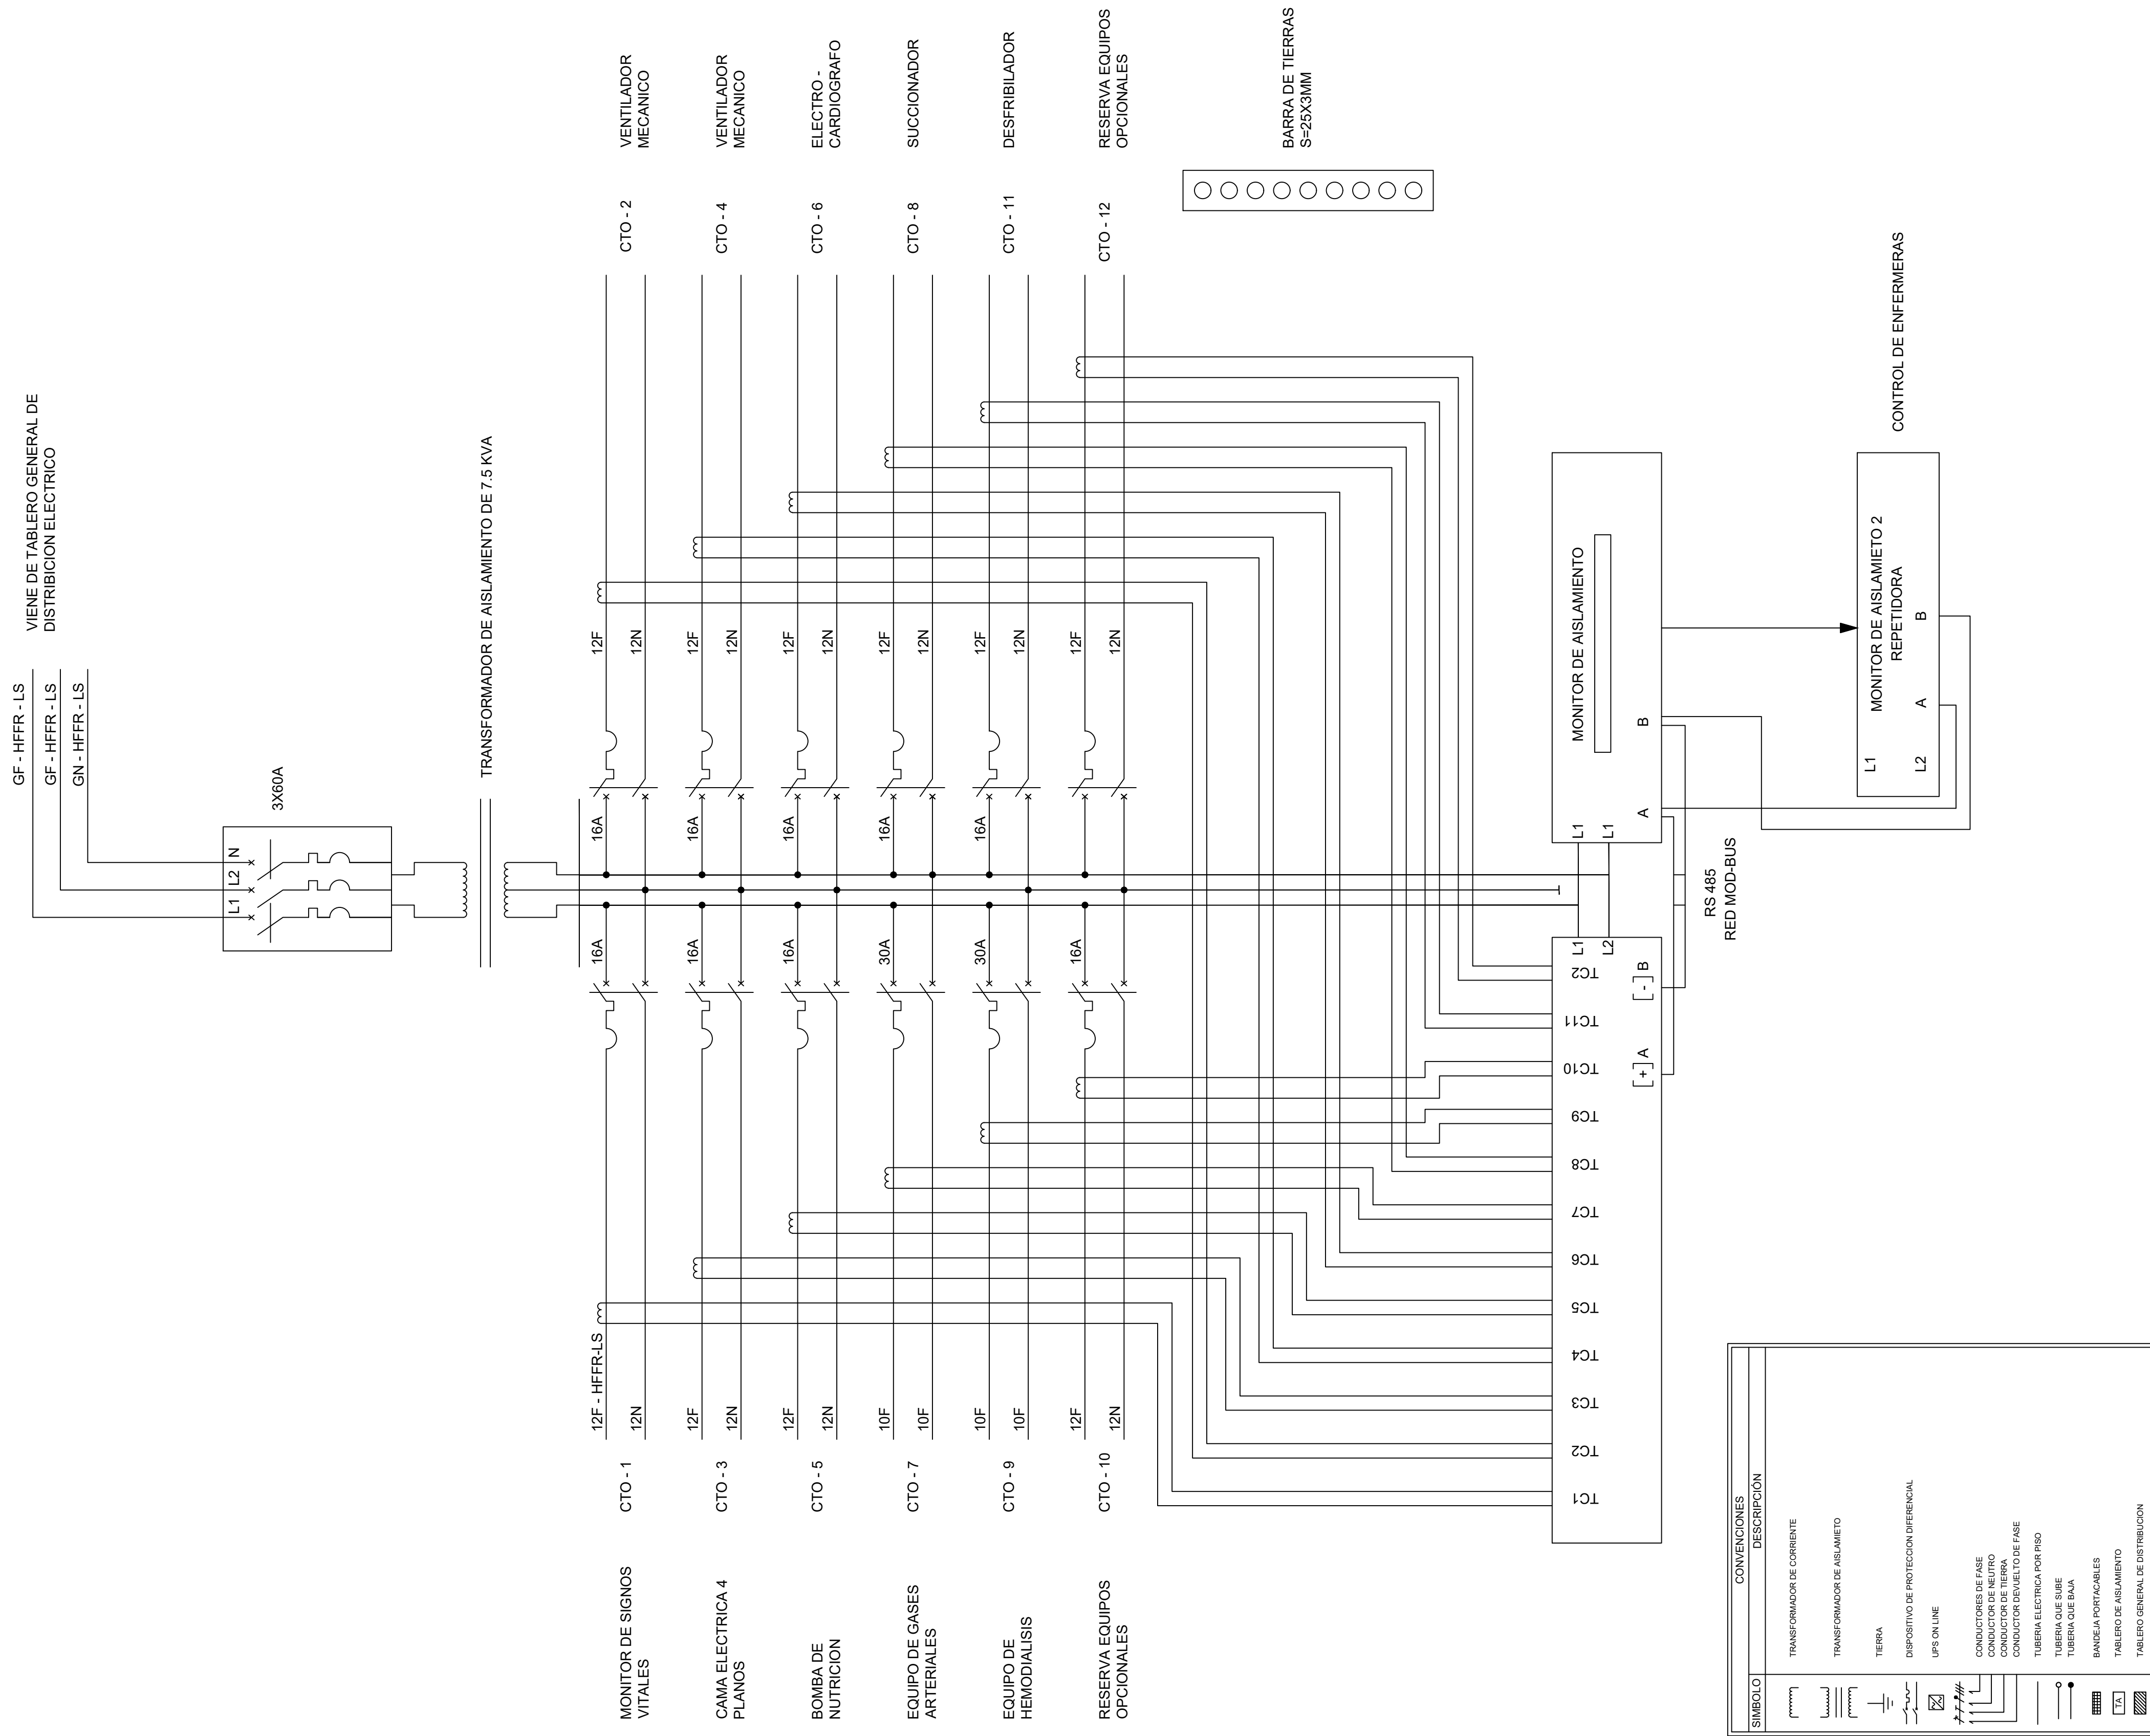 VIENE DE TABLERO GENERAL DE
DISTRIBICION ELECTRICO
GF - HFFR - LS
GF - HFFR - LS
GN - HFFR - LS
3X60A
L1
L2
N
TRANSFORMADOR DE AISLAMIENTO DE 7.5 KVA
MONITOR DE SIGNOS
VITALES
CTO - 1
12F - HFFR-LS
12N
16A
16A
12F
12N
CTO - 2
VENTILADOR
MECANICO
CAMA ELECTRICA 4
PLANOS
CTO - 3
12F
12N
16A
16A
12F
12N
CTO - 4
VENTILADOR
MECANICO
BOMBA DE
NUTRICION
CTO - 5
12F
12N
16A
16A
12F
12N
CTO - 6
ELECTRO -
CARDIOGRAFO
EQUIPO DE GASES
ARTERIALES
CTO - 7
10F
10F
30A
16A
12F
12N
CTO - 8
SUCCIONADOR
EQUIPO DE
HEMODIALISIS
CTO - 9
10F
10F
30A
16A
12F
12N
CTO - 11
DESFRIBILADOR
RESERVA EQUIPOS
OPCIONALES
CTO - 10
12F
12N
16A
12F
12N
CTO - 12
RESERVA EQUIPOS
OPCIONALES
BARRA DE TIERRAS
S=25X3MM
TC1
TC2
TC3
TC4
TC5
TC6
TC7
TC8
TC9
TC10
TC11
TC2
L1
L2
[+] A
[-] B
L1
L1
MONITOR DE AISLAMIENTO
A
B
RS 485
RED MOD-BUS
L1
L2
MONITOR DE AISLAMIETO 2
REPETIDORA
A
B
CONTROL DE ENFERMERAS
CONVENCIONES
SIMBOLO
DESCRIPCIÓN
TRANSFORMADOR DE CORRIENTE
TRANSFORMADOR DE AISLAMIETO
TIERRA
DISPOSITIVO DE PROTECCION DIFERENCIAL
UPS ON LINE
CONDUCTORES DE FASE
CONDUCTOR DE NEUTRO
CONDUCTOR DE TIERRA
CONDUCTOR DEVUELTO DE FASE
TUBERIA ELECTRICA POR PISO
TUBERIA QUE SUBE
TUBERIA QUE BAJA
BANDEJA PORTACABLES
TA
TABLERO DE AISLAMIENTO
TABLERO GENERAL DE DISTRIBUCION